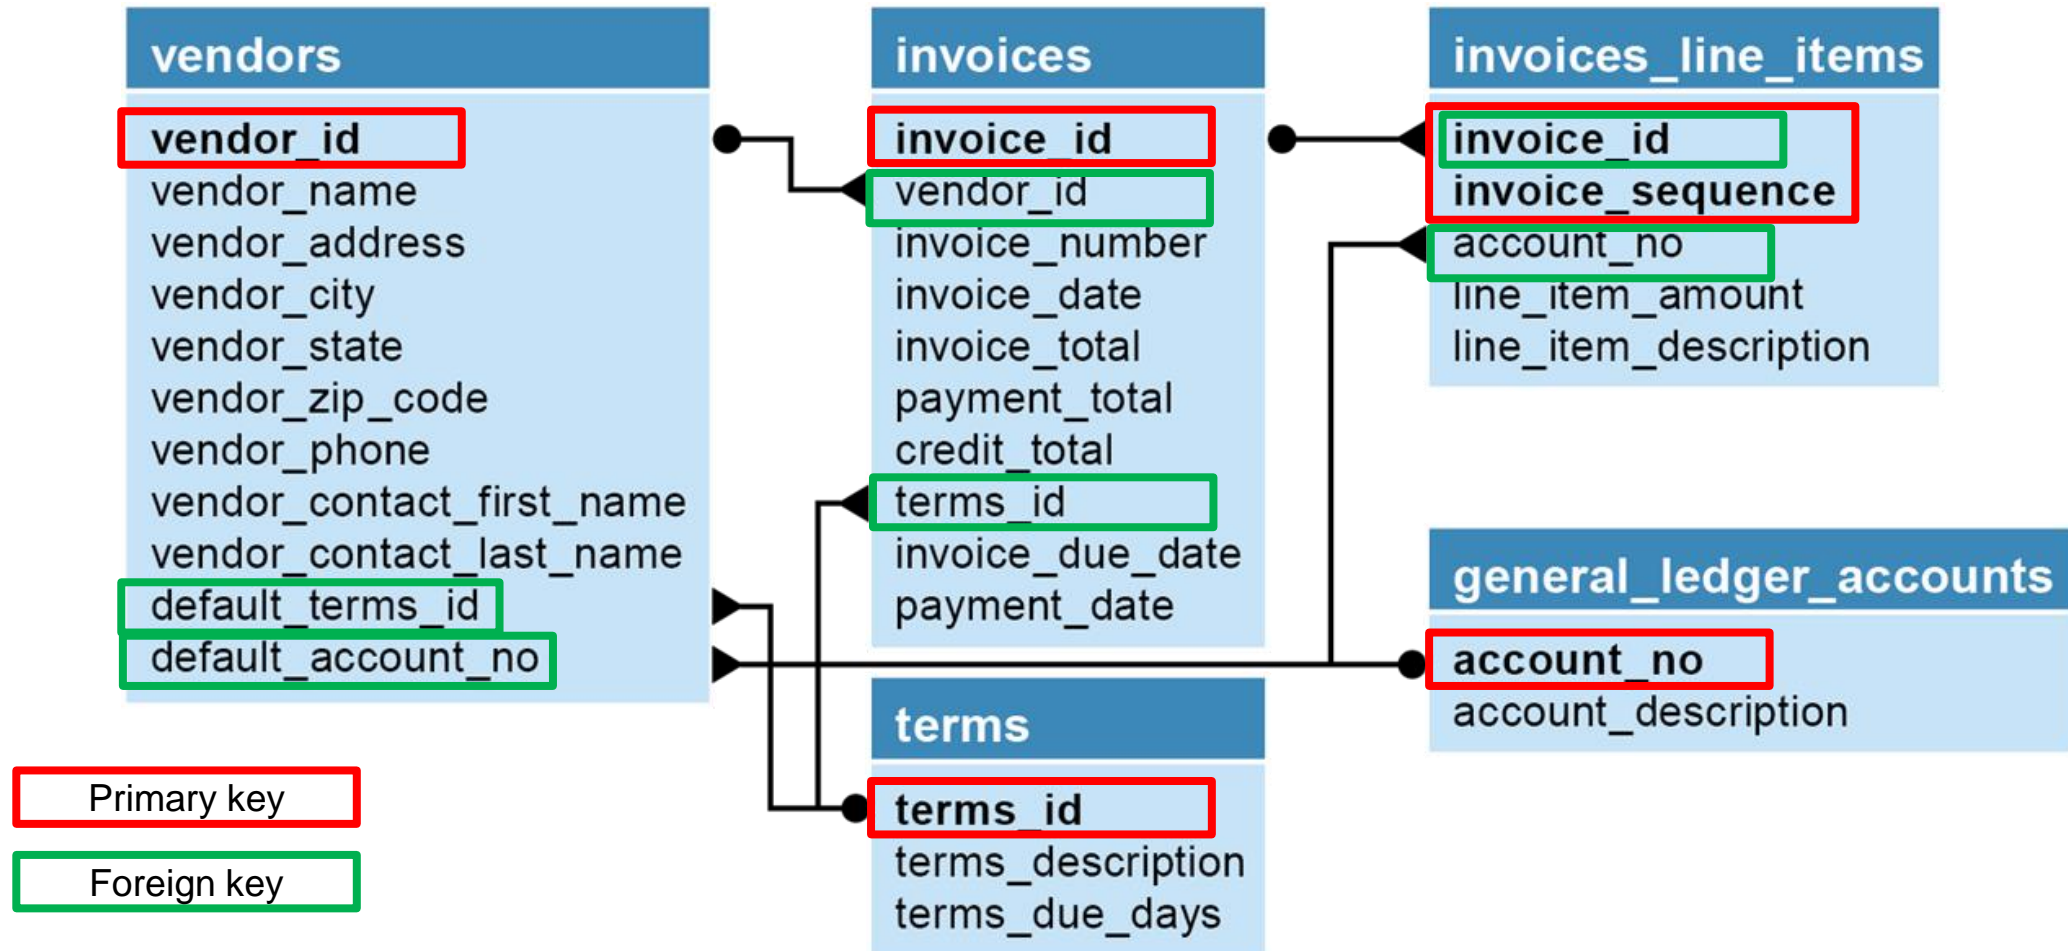 vendors
vendor_id
vendor_name
vendor_address
vendor_city
vendor_state
vendor_zip_code
vendor_phone
vendor_contact_first_name
vendor_contact_last_name
default_terms_id
default_account_no
invoices
invoice_id
vendor_id
invoice_number
invoice_date
invoice_total
payment_total
credit_total
terms_id
invoice_due_date
payment_date
invoices_line_items
invoice_id
invoice_sequence
account_no
line_item_amount
line_item_description
general_ledger_accounts
account_no
account_description
terms
terms_id
terms_description
terms_due_days
Primary key
Foreign key